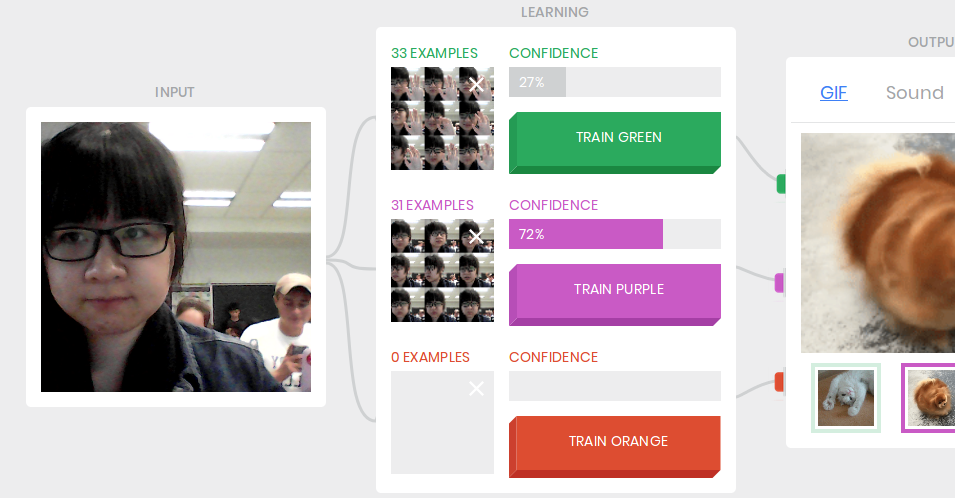 LEARNING
OUTPU
INPUT
33 EXAMPLES
CONFIDENCE
27%
TRAIN GREEN
GIF
Sound
31 EXAMPLES
CONFIDENCE
72%
TRAIN PURPLE
0 EXAMPLES
CONFIDENCE
TRAIN ORANGE